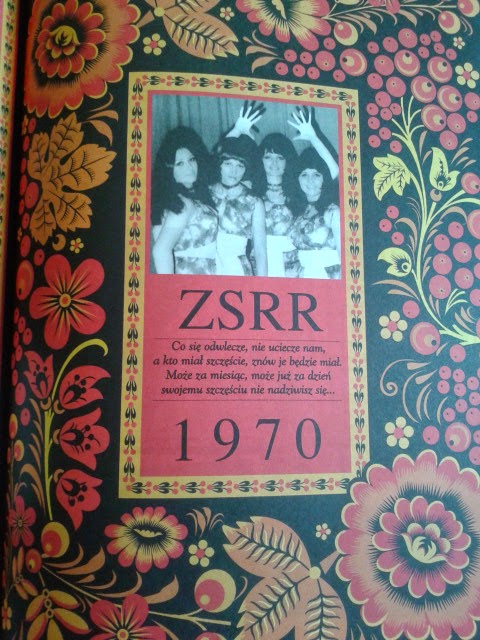 ZSRR
Co się odwlecze, nie uciecze nam,
a kto miał szczęście, znów je będzie miał.
Może za miesiąc, może już za dzień
swojemu szczęściu nie nadziwisz się...
1970